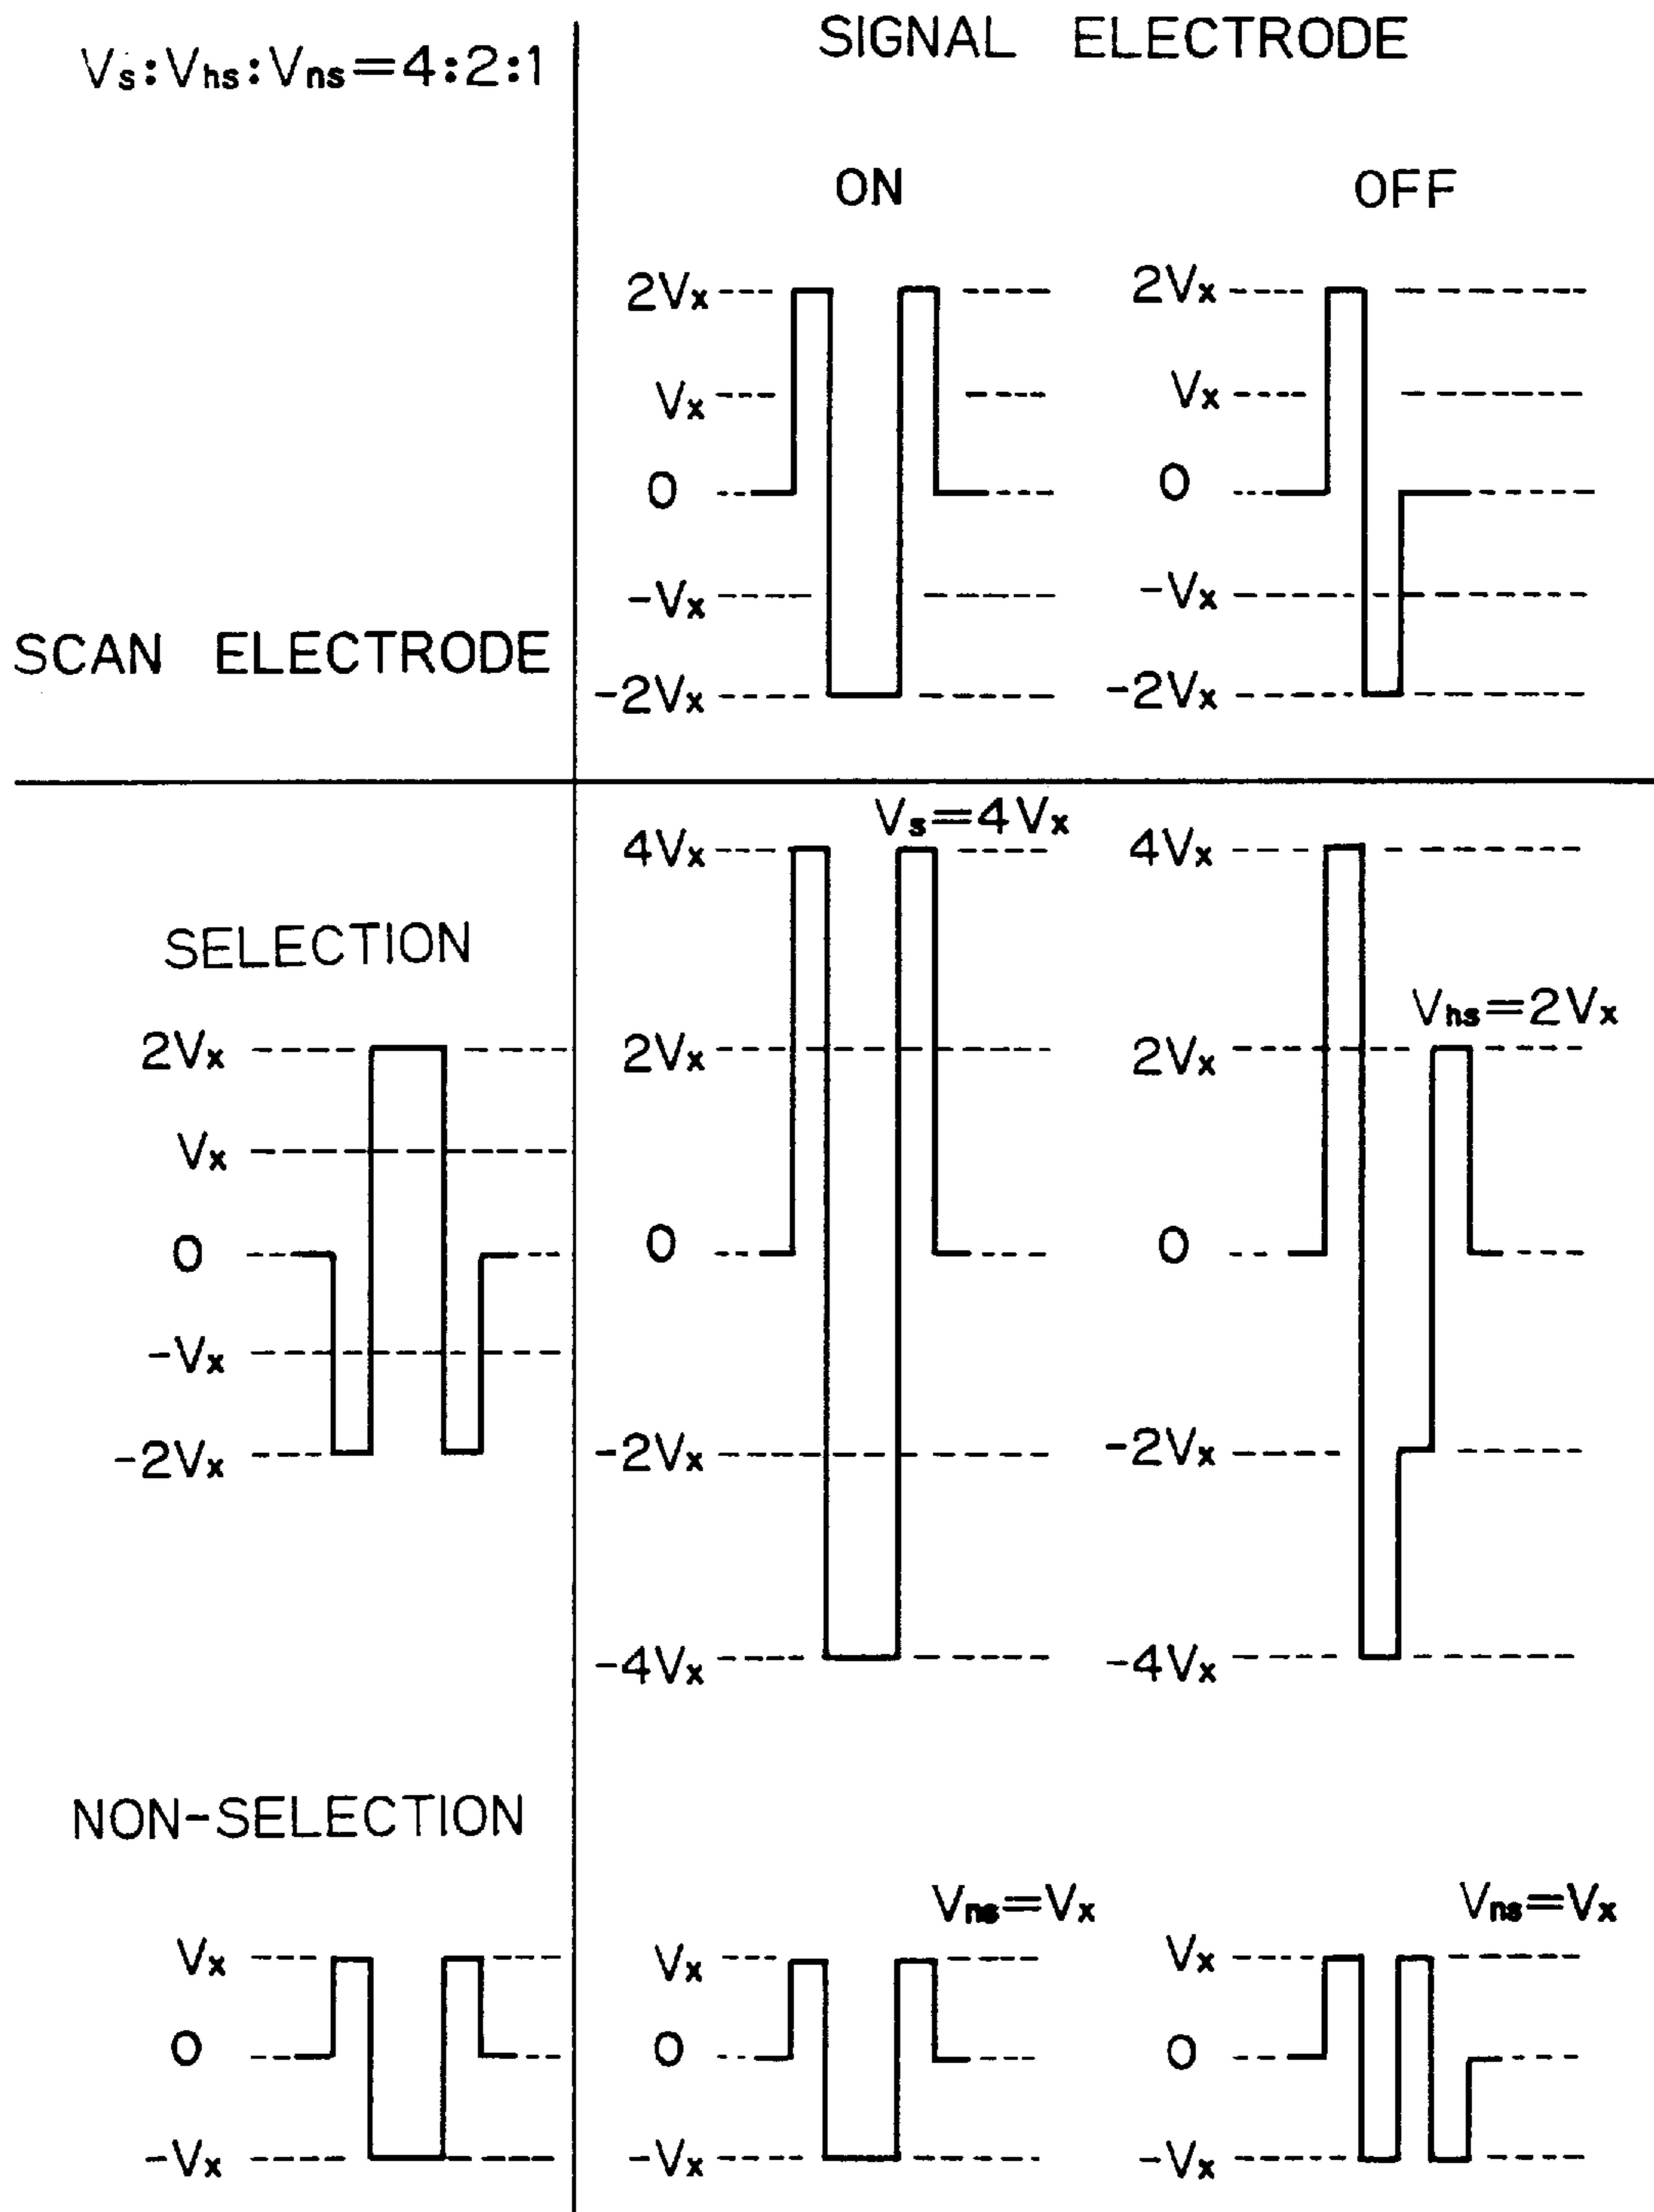 Vs:Vhs:Vns=4:2:1
SIGNAL ELECTRODE
ON
OFF
2Vx
Vx
0
-Vx
-2Vx
2Vx
Vx
0
-Vx
-2Vx
SCAN ELECTRODE
SELECTION
2Vx
Vx
0
-Vx
-2Vx
Vs=4Vx
4Vx
2Vx
0
-2Vx
-4Vx
4Vx
Vhs=2Vx
2Vx
0
-2Vx
-4Vx
NON-SELECTION
Vx
0
-Vx
Vns=Vx
Vx
0
-Vx
Vns=Vx
Vx
0
-Vx